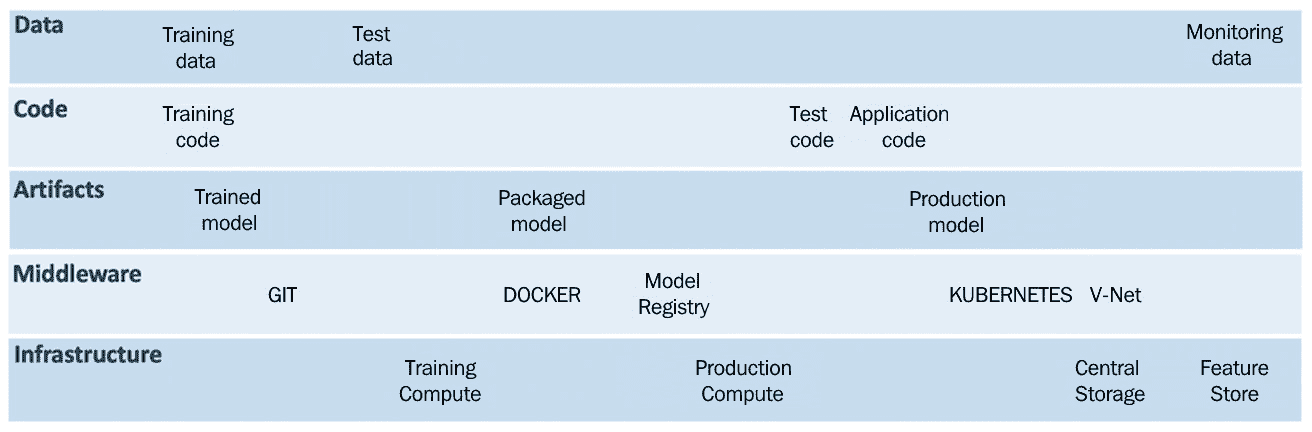 Data
Training
data
Test
data
Monitoring
data
Code
Training
code
Test
code
Application
code
Artifacts
Trained
model
Packaged
model
Production
model
Middleware
GIT
DOCKER
Model
Registry
KUBERNETES
V-Net
Infrastructure
Training
Compute
Production
Compute
Central
Storage
Feature
Store